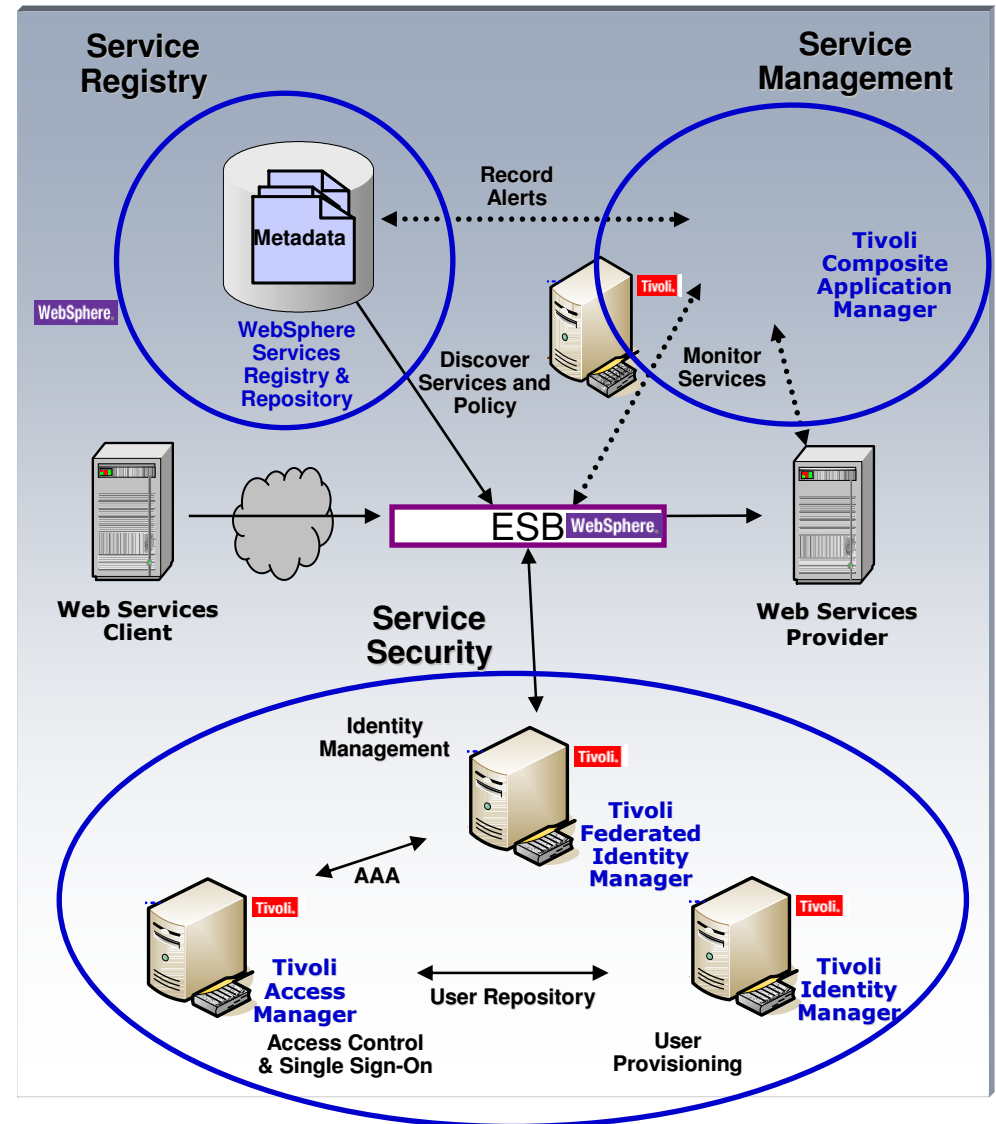 Service
Registry
Service
Management
Record
Alerts
Metadata
Tivoli
Composite
Application
Manager
Tivoli.
WebSphere.
WebSphere
Services
Registry &
Repository
Discover
Services and
Policy
Monitor
Services
ESB
WebSphere.
Web Services
Client
Web Services
Provider
Service
Security
Identity
Management
Tivoli.
Tivoli
Federated
Identity
Manager
AAA
Tivoli.
Tivoli
Access
Manager
User Repository
Tivoli.
Tivoli
Identity
Manager
Access Control
& Single Sign-On
User
Provisioning